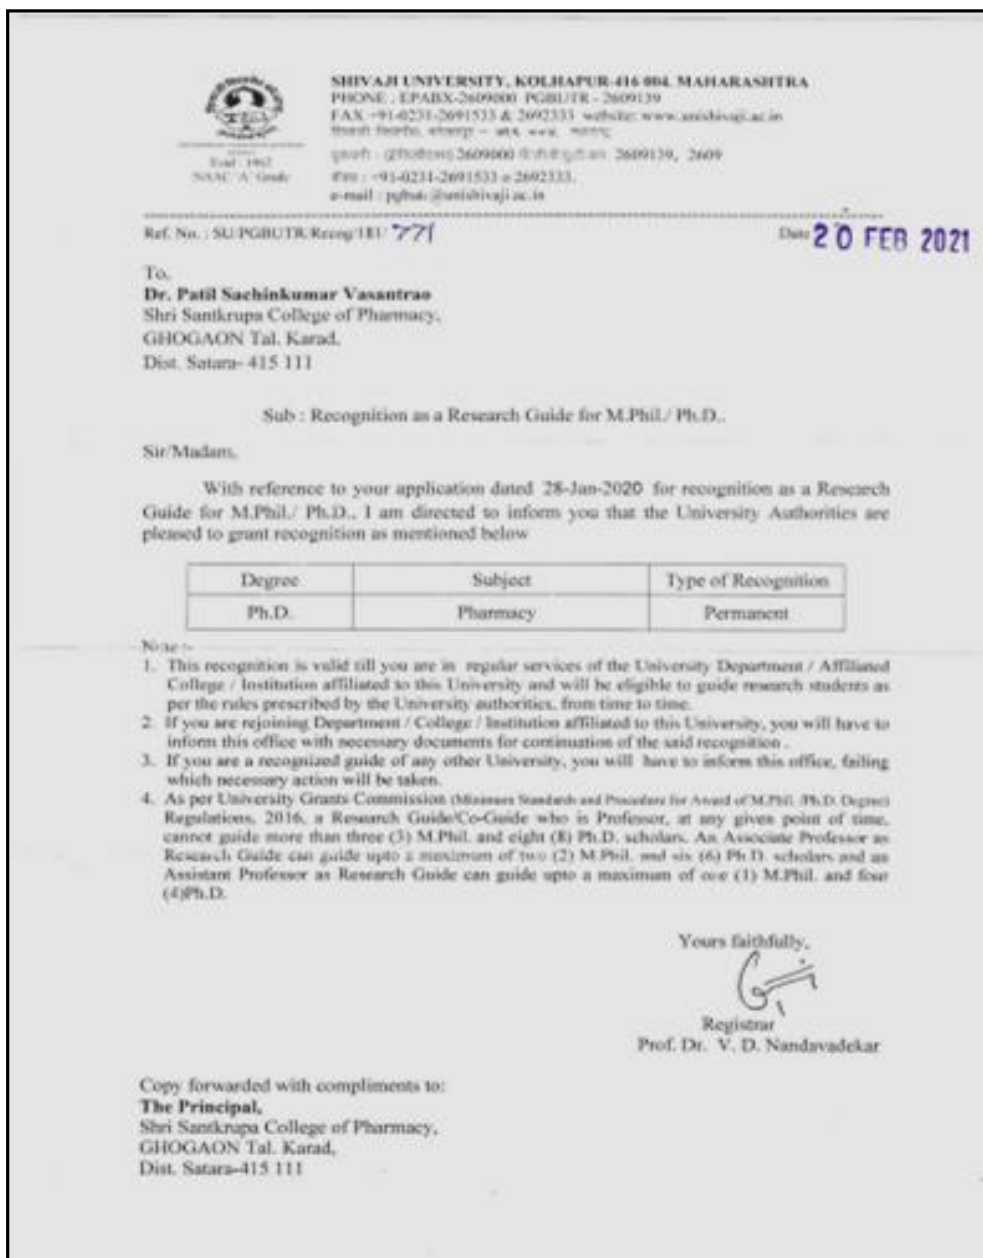 SHIVAJI UNIVERSITY, KOLHAPUR-416 004. MAHARASHTRA
PHONE : EPABX-2609000 PGBUTR - 2609139
FAX +91-0231-2691533 & 2692333 website: www.unishivaji.ac.in
2609000 2609139, 2609
+91-0231-2691533 व 2692333.
e-mail : pgbutr@unishivaji.ac.in
Estd : 1962
NAAC 'A' Grade
Ref. No. : SU/PGBUTR/Recog/181/ 771
Date 20 FEB 2021
To,
Dr. Patil Sachinkumar Vasantrao
Shri Santkrupa College of Pharmacy,
GHOGAON Tal. Karad,
Dist. Satara- 415 111
Sub : Recognition as a Research Guide for M.Phil./ Ph.D..
Sir/Madam,
With reference to your application dated 28-Jan-2020 for recognition as a Research
Guide for M.Phil./ Ph.D., I am directed to inform you that the University Authorities are
pleased to grant recognition as mentioned below
Degree Subject Type of Recognition
Ph.D. Pharmacy Permanent
Note :-
1. This recognition is valid till you are in regular services of the University Department / Affiliated
College / Institution affiliated to this University and will be eligible to guide research students as
per the rules prescribed by the University authorities, from time to time.
2. If you are rejoining Department / College / Institution affiliated to this University, you will have to
inform this office with necessary documents for continuation of the said recognition .
3. If you are a recognized guide of any other University, you will have to inform this office, failing
which necessary action will be taken.
4. As per University Grants Commission (Minimum Standards and Procedure for Award of M.Phil. /Ph.D. Degree)
Regulations, 2016, a Research Guide/Co-Guide who is Professor, at any given point of time,
cannot guide more than three (3) M.Phil. and eight (8) Ph.D. scholars. An Associate Professor as
Research Guide can guide upto a maximum of two (2) M.Phil. and six (6) Ph.D. scholars and an
Assistant Professor as Research Guide can guide upto a maximum of one (1) M.Phil. and four
(4)Ph.D.
Yours faithfully,
Registrar
Prof. Dr. V. D. Nandavadekar
Copy forwarded with compliments to:
The Principal,
Shri Santkrupa College of Pharmacy,
GHOGAON Tal. Karad,
Dist. Satara-415 111